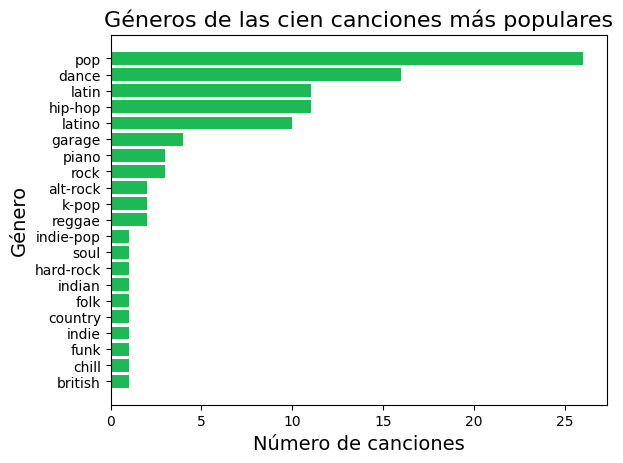 Géneros de las cien canciones más populares
pop
dance
latin
hip-hop
latino
garage
piano
rock
alt-rock
k-pop
reggae
indie-pop
soul
hard-rock
indian
folk
country
indie
funk
chill
british
Género
0 5 10 15 20 25
Número de canciones